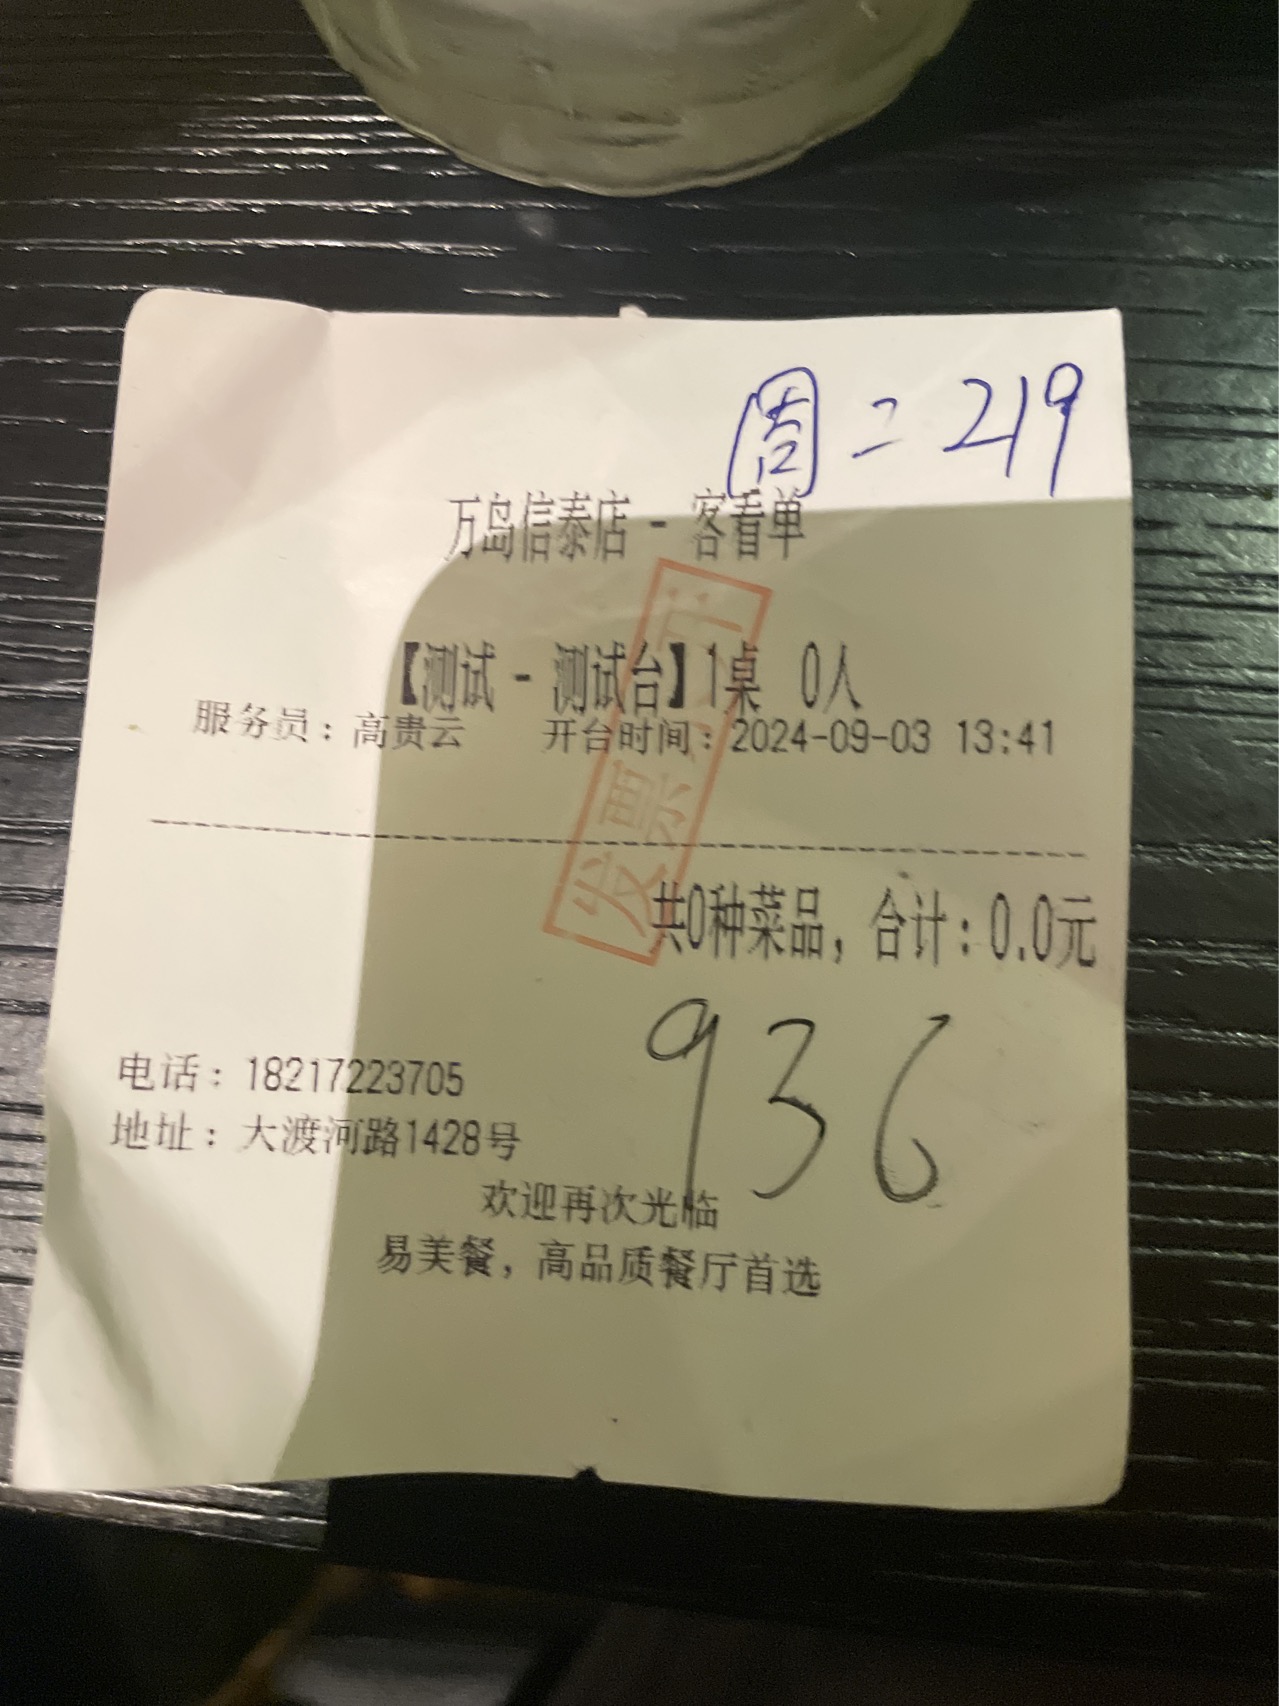 周二 219
万岛信泰店 - 客看单
【测试 - 测试台】1桌 0人
服务员：高贵云 开台时间：2024-09-03 13:41
发票
共0种菜品，合计：0.0元
936
电话：18217223705
地址：大渡河路1428号
欢迎再次光临
易美餐，高品质餐厅首选